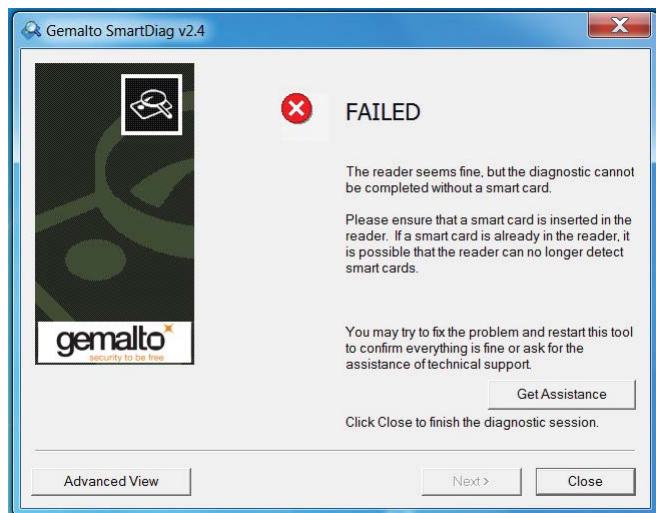 Gemalto SmartDiag v2.4
FAILED
The reader seems fine, but the diagnostic cannot
be completed without a smart card.
Please ensure that a smart card is inserted in the
reader. If a smart card is already in the reader, it
is possible that the reader can no longer detect
smart cards.
gemalto
security to be free
You may try to fix the problem and restart this tool
to confirm everything is fine or ask for the
assistance of technical support.
Get Assistance
Click Close to finish the diagnostic session.
Advanced View
Next >
Close